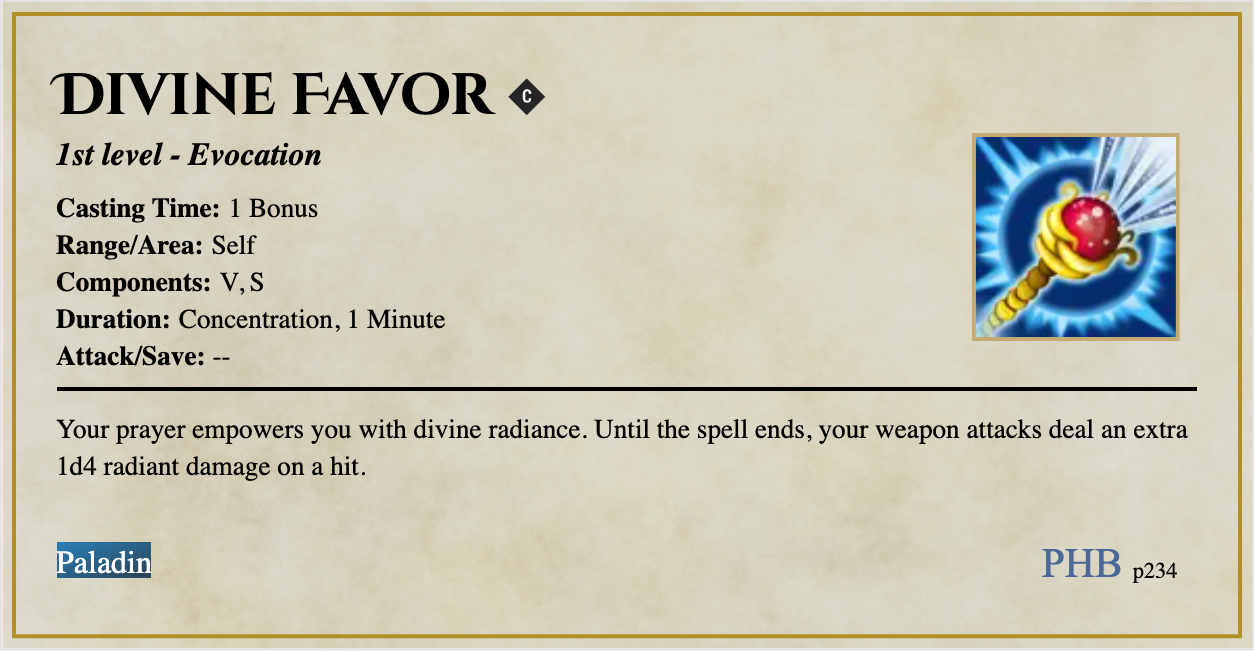 Divine Favor C
1st level - Evocation
Casting Time: 1 Bonus
Range/Area: Self
Components: V, S
Duration: Concentration, 1 Minute
Attack/Save: --
Your prayer empowers you with divine radiance. Until the spell ends, your weapon attacks deal an extra
1d4 radiant damage on a hit.
Paladin
PHB p234